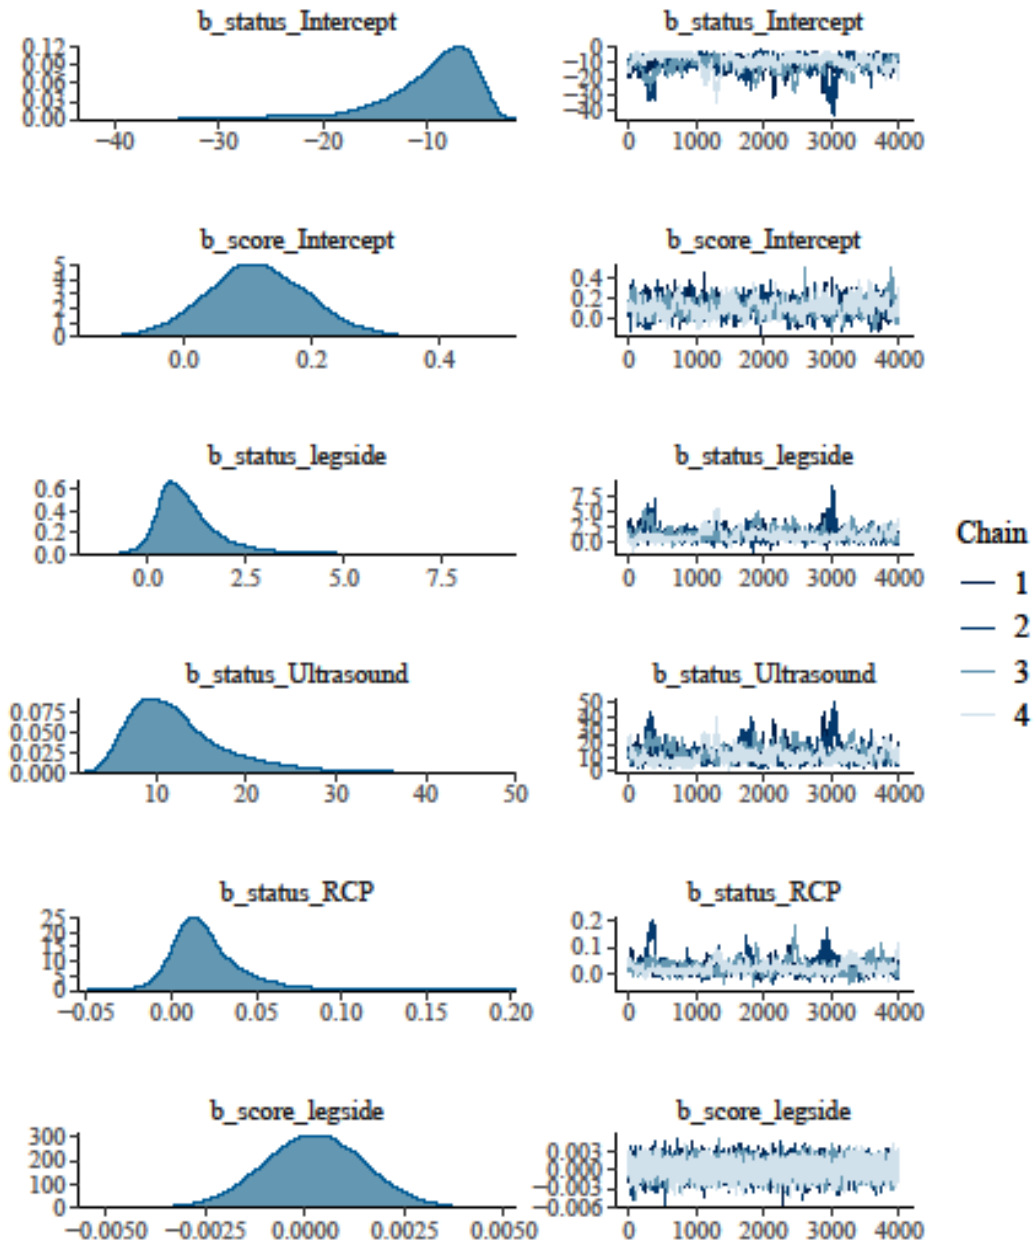 b_status_Intercept
0.12
0.09
0.06
0.03
0.00
−40 −30 −20 −10
b_status_Intercept
0
−10
−20
−30
−40
0 1000 2000 3000 4000
b_score_Intercept
5
4
3
2
1
0
0.0 0.2 0.4
b_score_Intercept
0.4
0.2
0.0
0 1000 2000 3000 4000
b_status_legside
0.6
0.4
0.2
0.0
0.0 2.5 5.0 7.5
b_status_legside
7.5
5.0
2.5
0.0
0 1000 2000 3000 4000
b_status_Ultrasound
0.075
0.050
0.025
0.000
10 20 30 40 50
b_status_Ultrasound
50
40
30
20
10
0
0 1000 2000 3000 4000
b_status_RCP
25
20
15
10
5
0
−0.05 0.00 0.05 0.10 0.15 0.20
b_status_RCP
0.2
0.1
0.0
0 1000 2000 3000 4000
b_score_legside
300
200
100
0
−0.0050 −0.0025 0.0000 0.0025 0.0050
b_score_legside
0.003
0.000
−0.003
−0.006
0 1000 2000 3000 4000
Chain
1
2
3
4